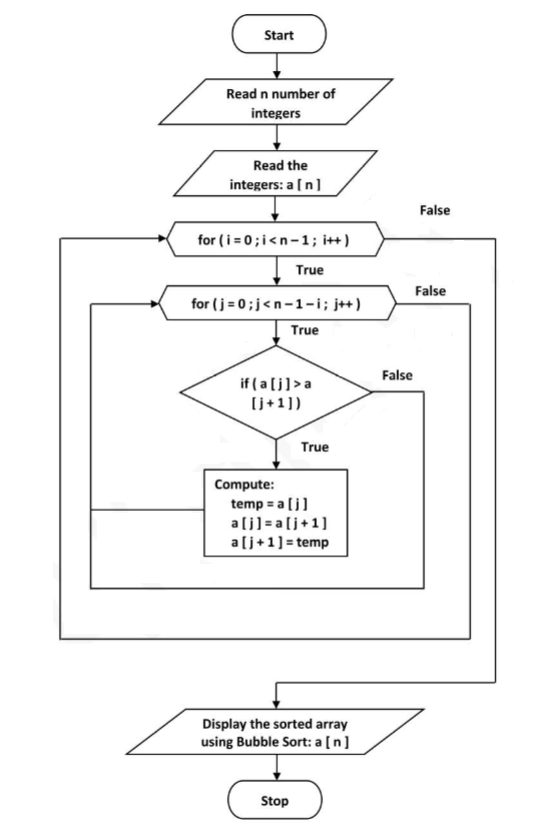 Start
Read n number of
integers
Read the
integers: a [ n ]
False
for ( i = 0 ; i < n – 1 ; i++ )
True
False
for ( j = 0 ; j < n – 1 – i ; j++ )
True
if ( a [ j ] > a
[ j + 1 ] )
False
True
Compute:
temp = a [ j ]
a [ j ] = a [ j + 1 ]
a [ j + 1 ] = temp
Display the sorted array
using Bubble Sort: a [ n ]
Stop